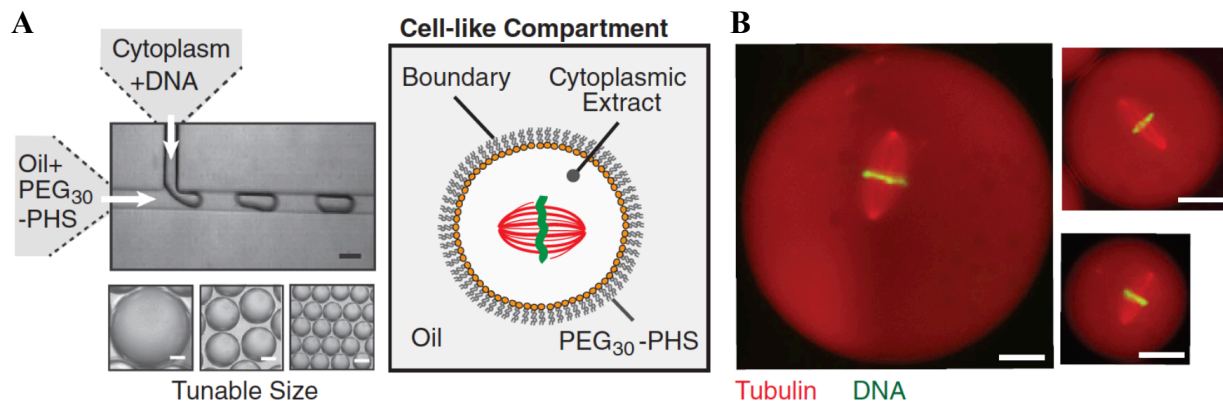 A
Cytoplasm
+DNA
Oil+
PEG30
-PHS
Tunable Size
Cell-like Compartment
Boundary
Cytoplasmic
Extract
Oil
PEG30-PHS
B
Tubulin DNA